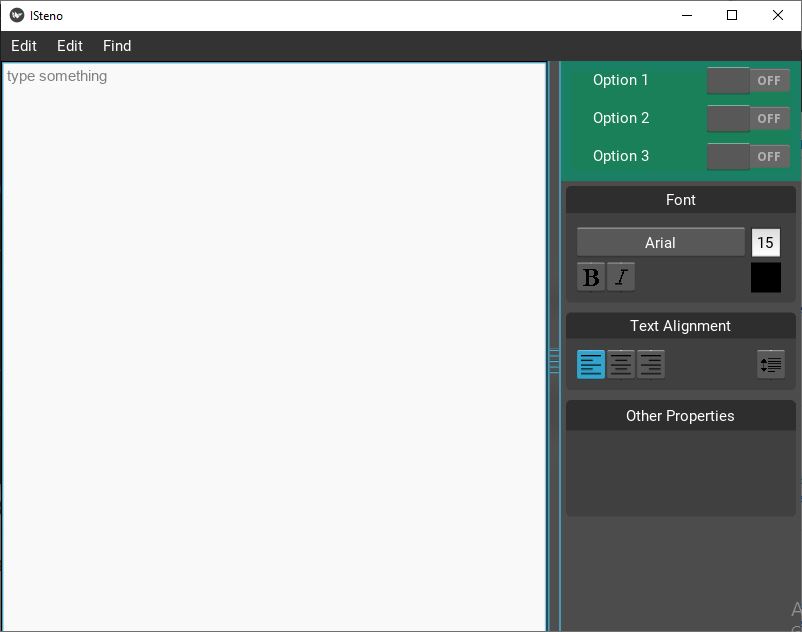 lSteno
Edit Edit Find
type something
Option 1 OFF
Option 2 OFF
Option 3 OFF
Font
Arial 15
B I
Text Alignment
Other Properties